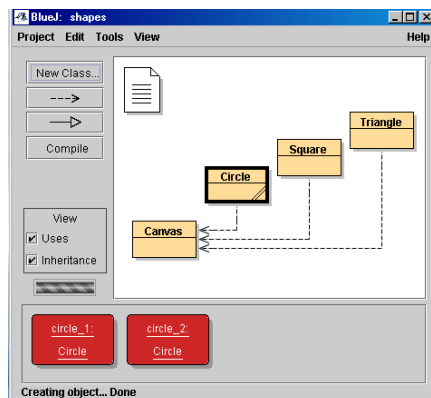 BlueJ: shapes
Project Edit Tools View Help
New Class...
Compile
View
Uses
Inheritance
Triangle
Square
Circle
Canvas
circle_1:
Circle
circle_2:
Circle
Creating object... Done